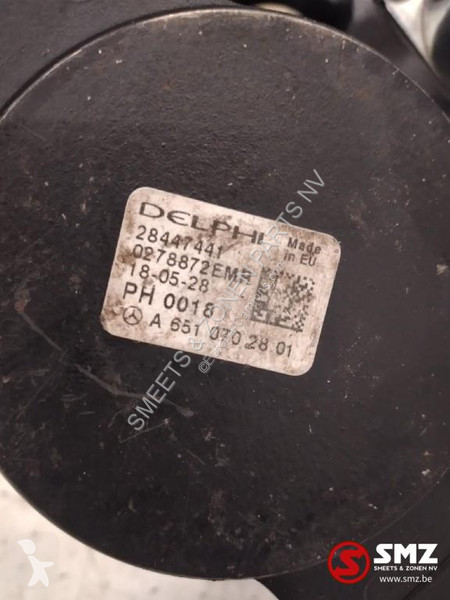 DELPHI
Made
in EU
28447441
0278872EMR
18-05-28
PH 0018
A 651 070 28 01
SMEETS & ZONEN PARTS NV
SMZ
SMEETS & ZONEN NV
www.smz.be